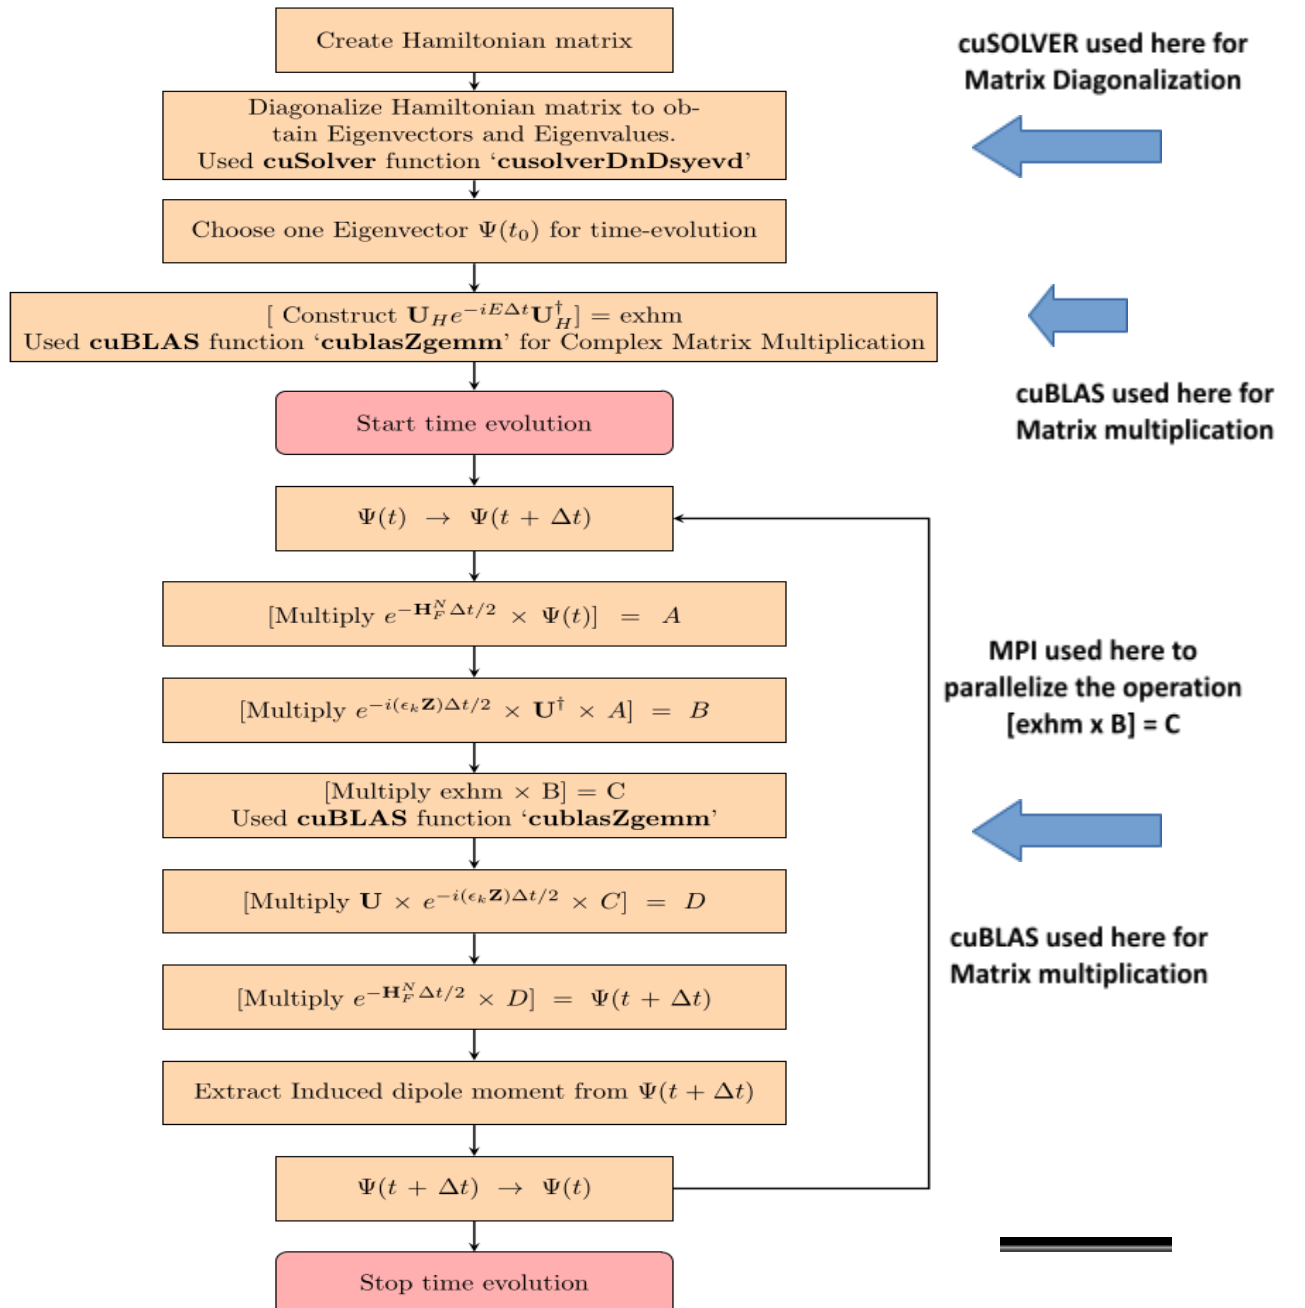 Create Hamiltonian matrix
cuSOLVER used here for
Matrix Diagonalization
Diagonalize Hamiltonian matrix to ob-
tain Eigenvectors and Eigenvalues.
Used cuSolver function ‘cusolverDnDsyevd’
Choose one Eigenvector Ψ(t₀) for time-evolution
[ Construct U_H e^{-iEΔt} U_H^†] = exhm
Used cuBLAS function ‘cublasZgemm’ for Complex Matrix Multiplication
cuBLAS used here for
Matrix multiplication
Start time evolution
Ψ(t) → Ψ(t + Δt)
[Multiply e^{-H_F^N Δt/2} × Ψ(t)] = A
[Multiply e^{-i(ϵ_k Z)Δt/2} × U^† × A] = B
MPI used here to
parallelize the operation
[exhm x B] = C
[Multiply exhm × B] = C
Used cuBLAS function ‘cublasZgemm’
[Multiply U × e^{-i(ϵ_k Z)Δt/2} × C] = D
cuBLAS used here for
Matrix multiplication
[Multiply e^{-H_F^N Δt/2} × D] = Ψ(t + Δt)
Extract Induced dipole moment from Ψ(t + Δt)
Ψ(t + Δt) → Ψ(t)
Stop time evolution